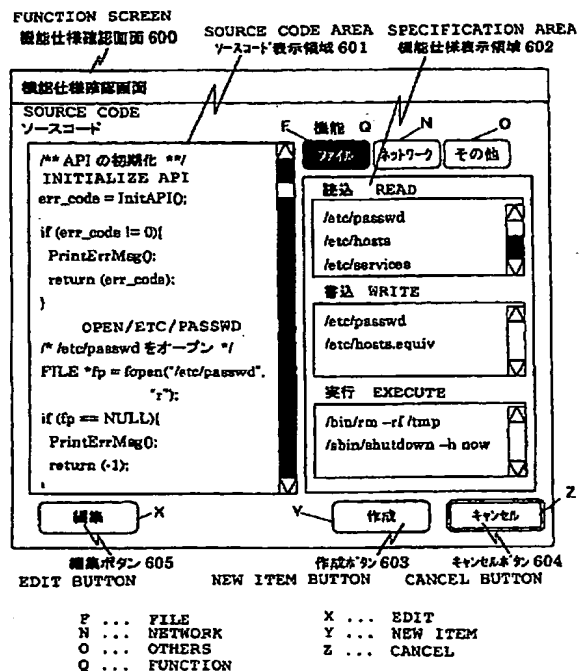 FUNCTION SCREEN
機能仕様確認画面 600
SOURCE CODE AREA
ソースコード表示領域 601
SPECIFICATION AREA
機能仕様表示領域 602
機能仕様確認画面
SOURCE CODE
ソースコード
F 機能 Q N O
ファイル ネットワーク その他
/** API の初期化 **/
INITIALIZE API
err_code = InitAPI();
if (err_code != 0){
PrintErrMsg();
return (err_code);
}
OPEN/ETC/PASSWD
/* /etc/passwd をオープン */
FILE *fp = fopen("/etc/passwd",
"r");
if (fp == NULL){
PrintErrMsg();
return (-1);
読込 READ
/etc/passwd
/etc/hosts
/etc/services
書込 WRITE
/etc/passwd
/etc/hosts.equiv
実行 EXECUTE
/bin/rm –rf /tmp
/sbin/shutdown –h now
編集 X Y 作成 キャンセル Z
編集ボタン 605
EDIT BUTTON
作成ボタン 603
NEW ITEM BUTTON
キャンセルボタン 604
CANCEL BUTTON
F ... FILE
N ... NETWORK
O ... OTHERS
Q ... FUNCTION
X ... EDIT
Y ... NEW ITEM
Z ... CANCEL